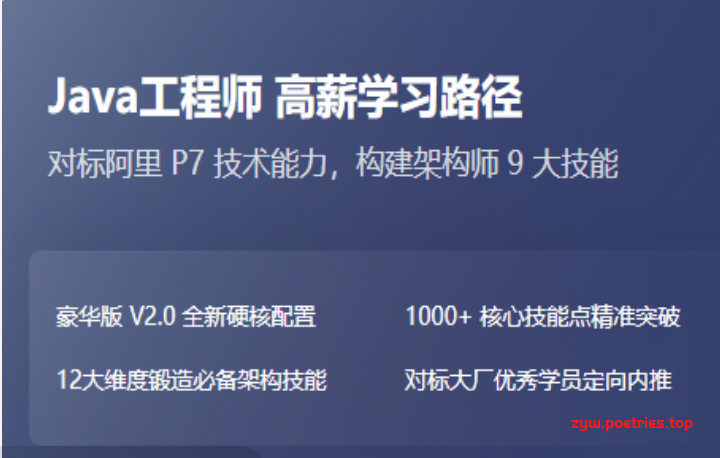 Java工程师 高薪学习路径
对标阿里 P7 技术能力，构建架构师 9 大技能
豪华版 V2.0 全新硬核配置
1000+ 核心技能点精准突破
12大维度锻造必备架构技能
对标大厂优秀学员定向内推
zyw.poetries.top